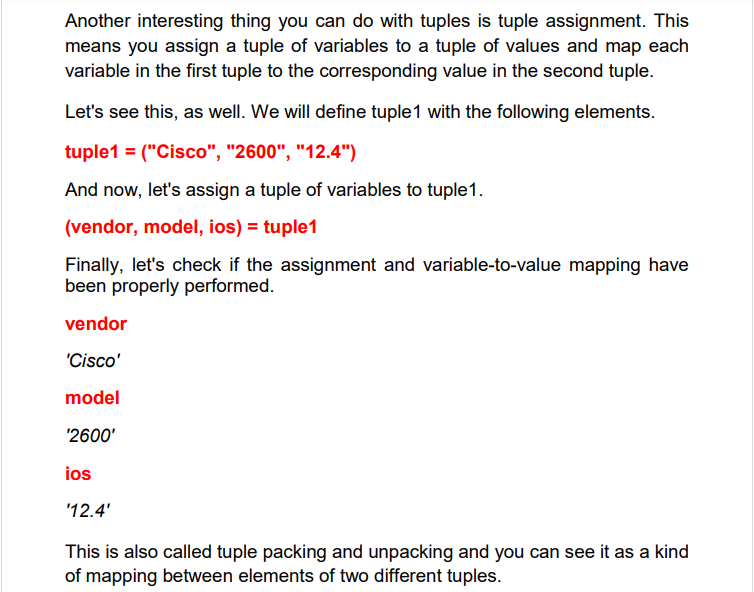 Another interesting thing you can do with tuples is tuple assignment. This
means you assign a tuple of variables to a tuple of values and map each
variable in the first tuple to the corresponding value in the second tuple.
Let's see this, as well. We will define tuple1 with the following elements.
tuple1 = ("Cisco", "2600", "12.4")
And now, let's assign a tuple of variables to tuple1.
(vendor, model, ios) = tuple1
Finally, let's check if the assignment and variable-to-value mapping have
been properly performed.
vendor
'Cisco'
model
'2600'
ios
'12.4'
This is also called tuple packing and unpacking and you can see it as a kind
of mapping between elements of two different tuples.